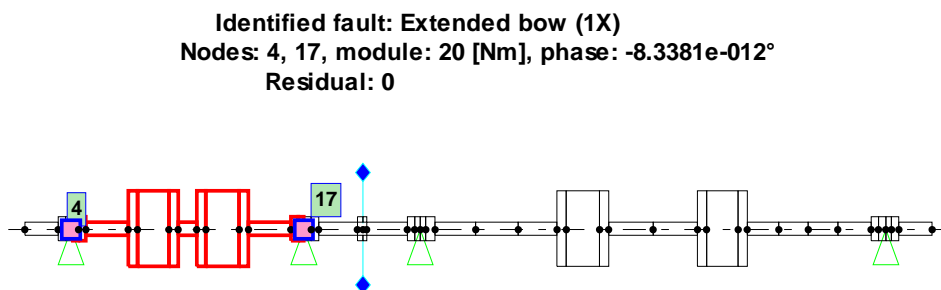 Identified fault: Extended bow (1X)
Nodes: 4, 17, module: 20 [Nm], phase: -8.3381e-012°
Residual: 0
4
17